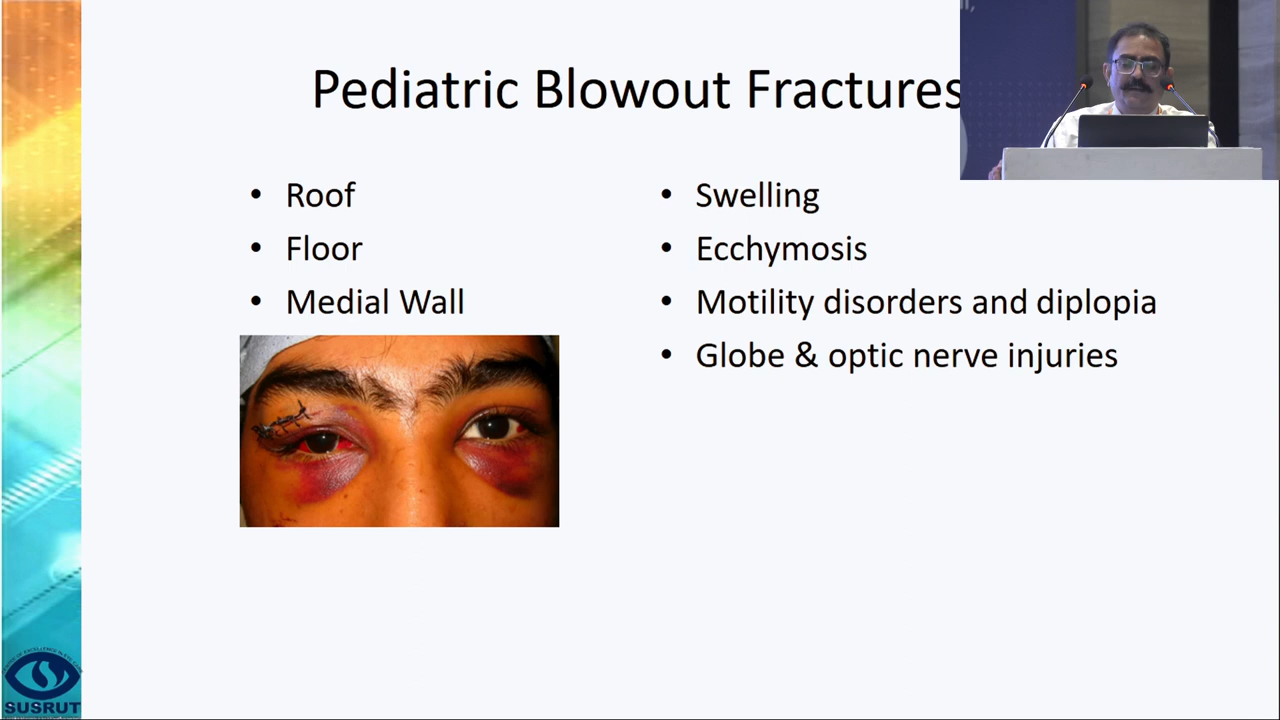 Pediatric Blowout Fractures
• Roof
• Floor
• Medial Wall
• Swelling
• Ecchymosis
• Motility disorders and diplopia
• Globe & optic nerve injuries
SUSRUT